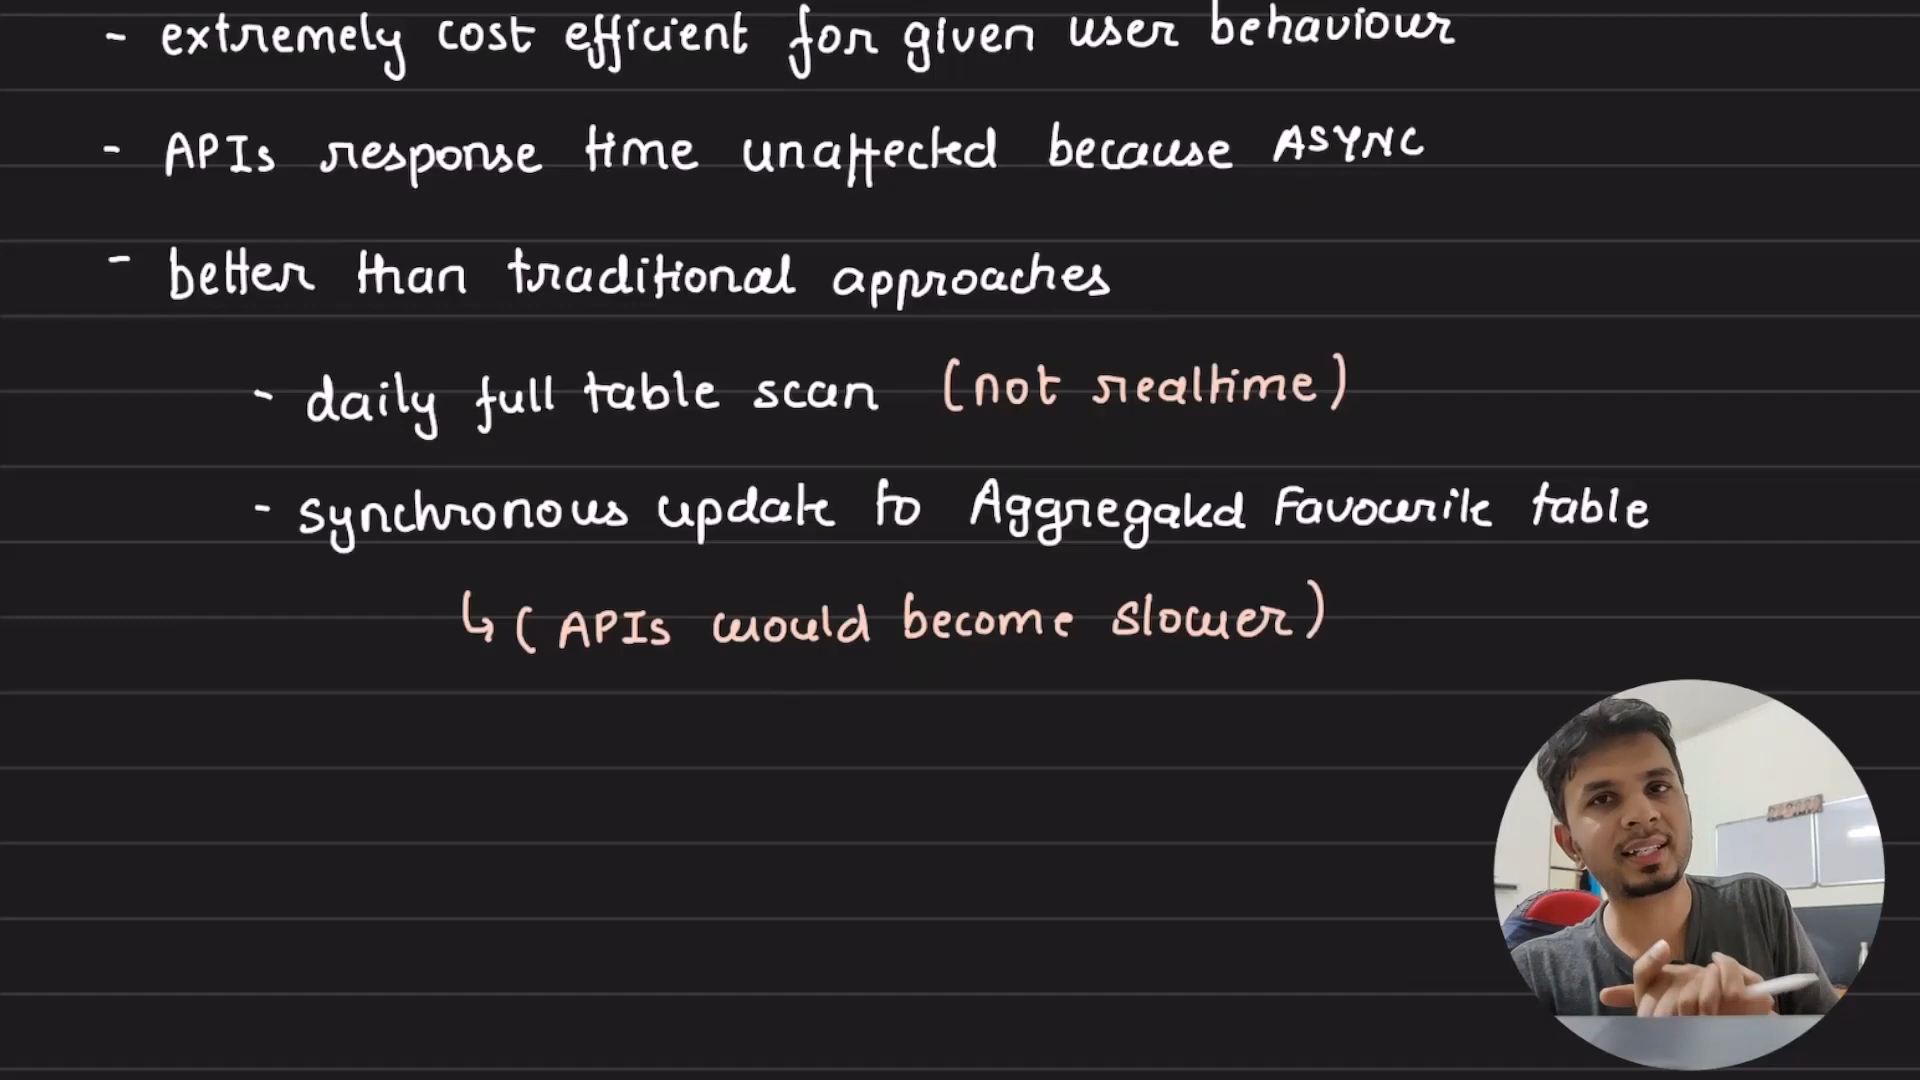 - extremely cost efficient for given user behaviour
- APIs response time unaffected because ASYNC
- better than traditional approaches
- daily full table scan (not realtime)
- synchronous update to Aggregated Favourite table
↳ (APIs would become slower)